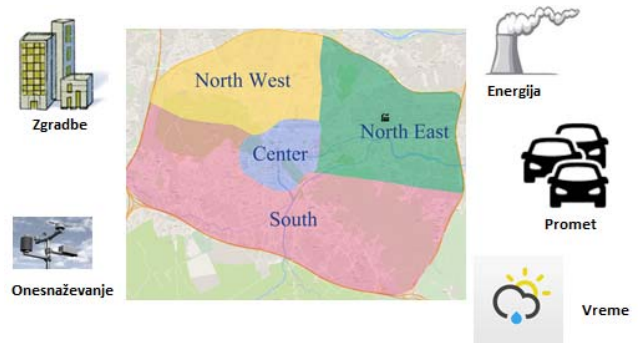 Zgradbe
North West
Energija
North East
Center
Promet
South
Onesnaževanje
Vreme